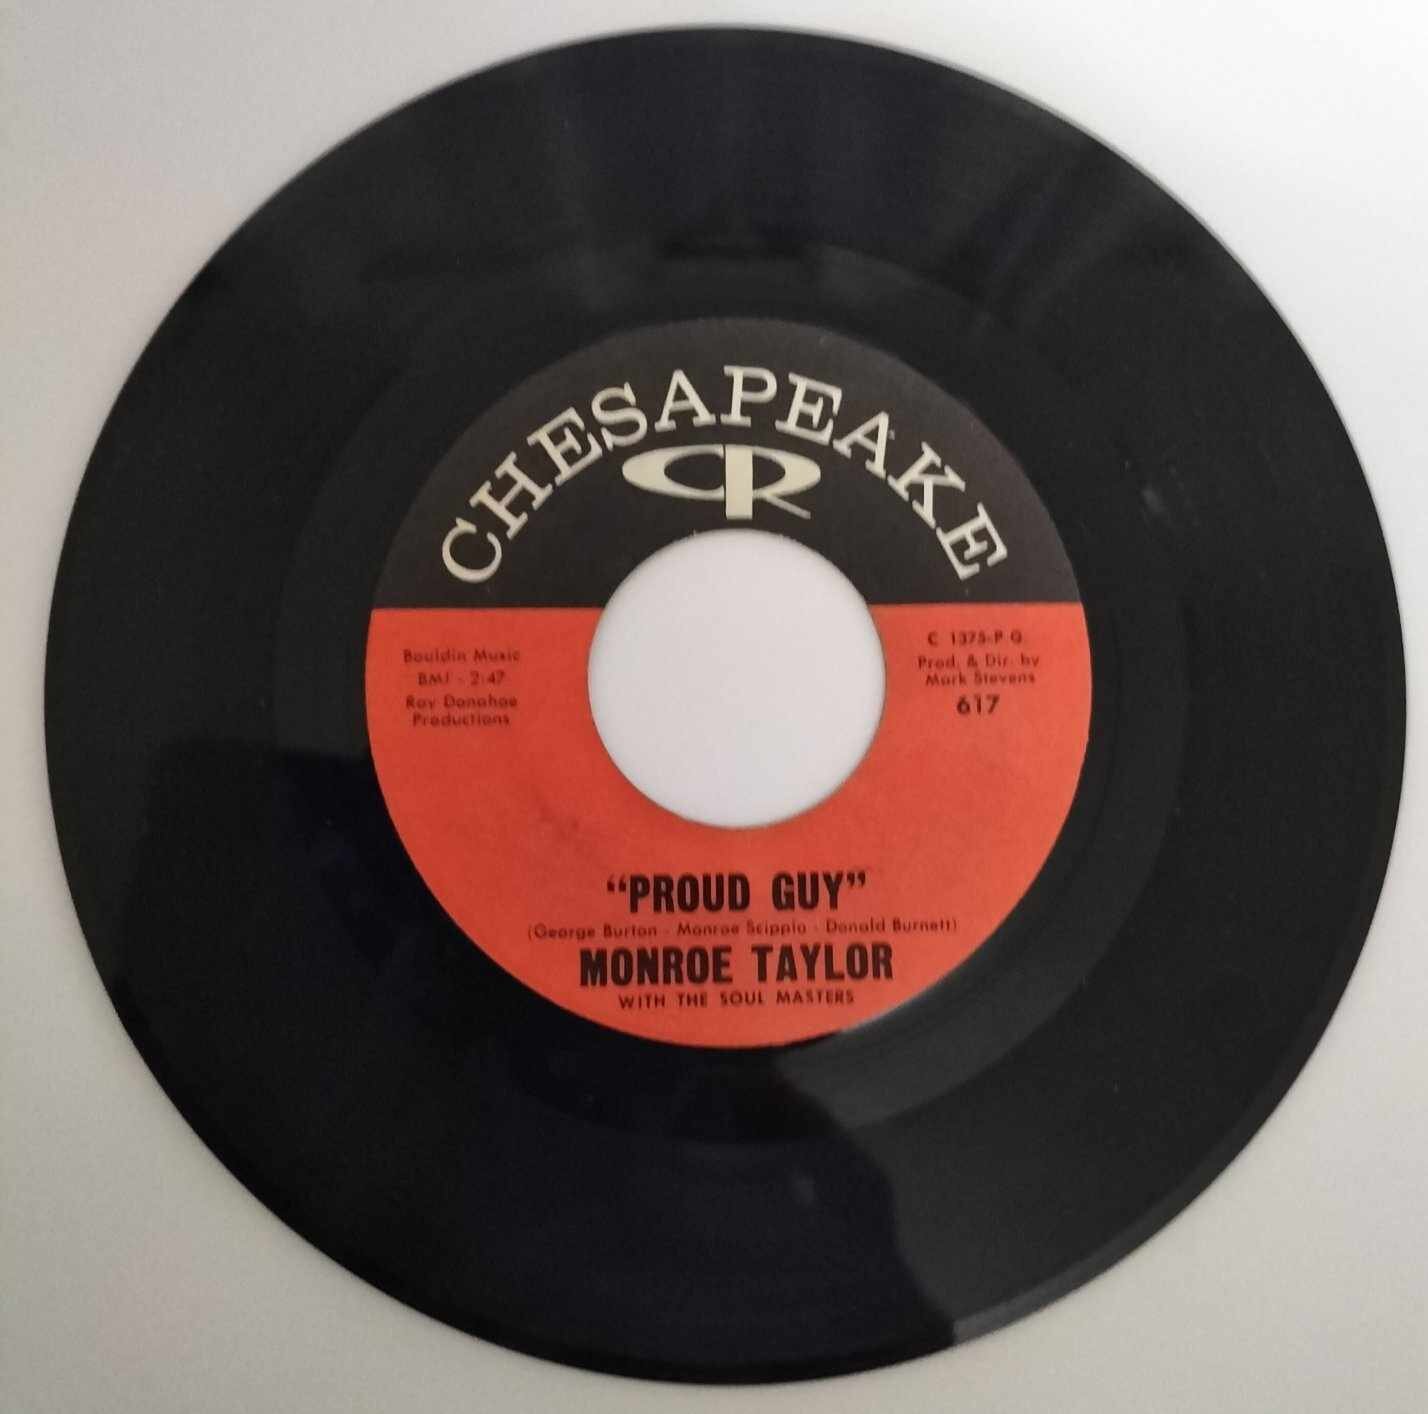 CHESAPEAKE
CR
Bouldin Music
BMI - 2:47
Ray Donahoe
Productions
C 1375-P G
Prod. & Dir. by
Mark Stevens
617
“PROUD GUY”
(George Burton - Monroe Scippio - Donald Burnett)
MONROE TAYLOR
WITH THE SOUL MASTERS